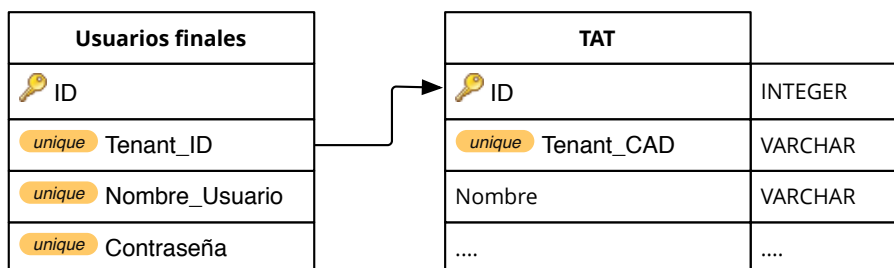 Usuarios finales
ID
unique Tenant_ID
unique Nombre_Usuario
unique Contraseña
TAT
ID INTEGER
unique Tenant_CAD VARCHAR
Nombre VARCHAR
.... ....